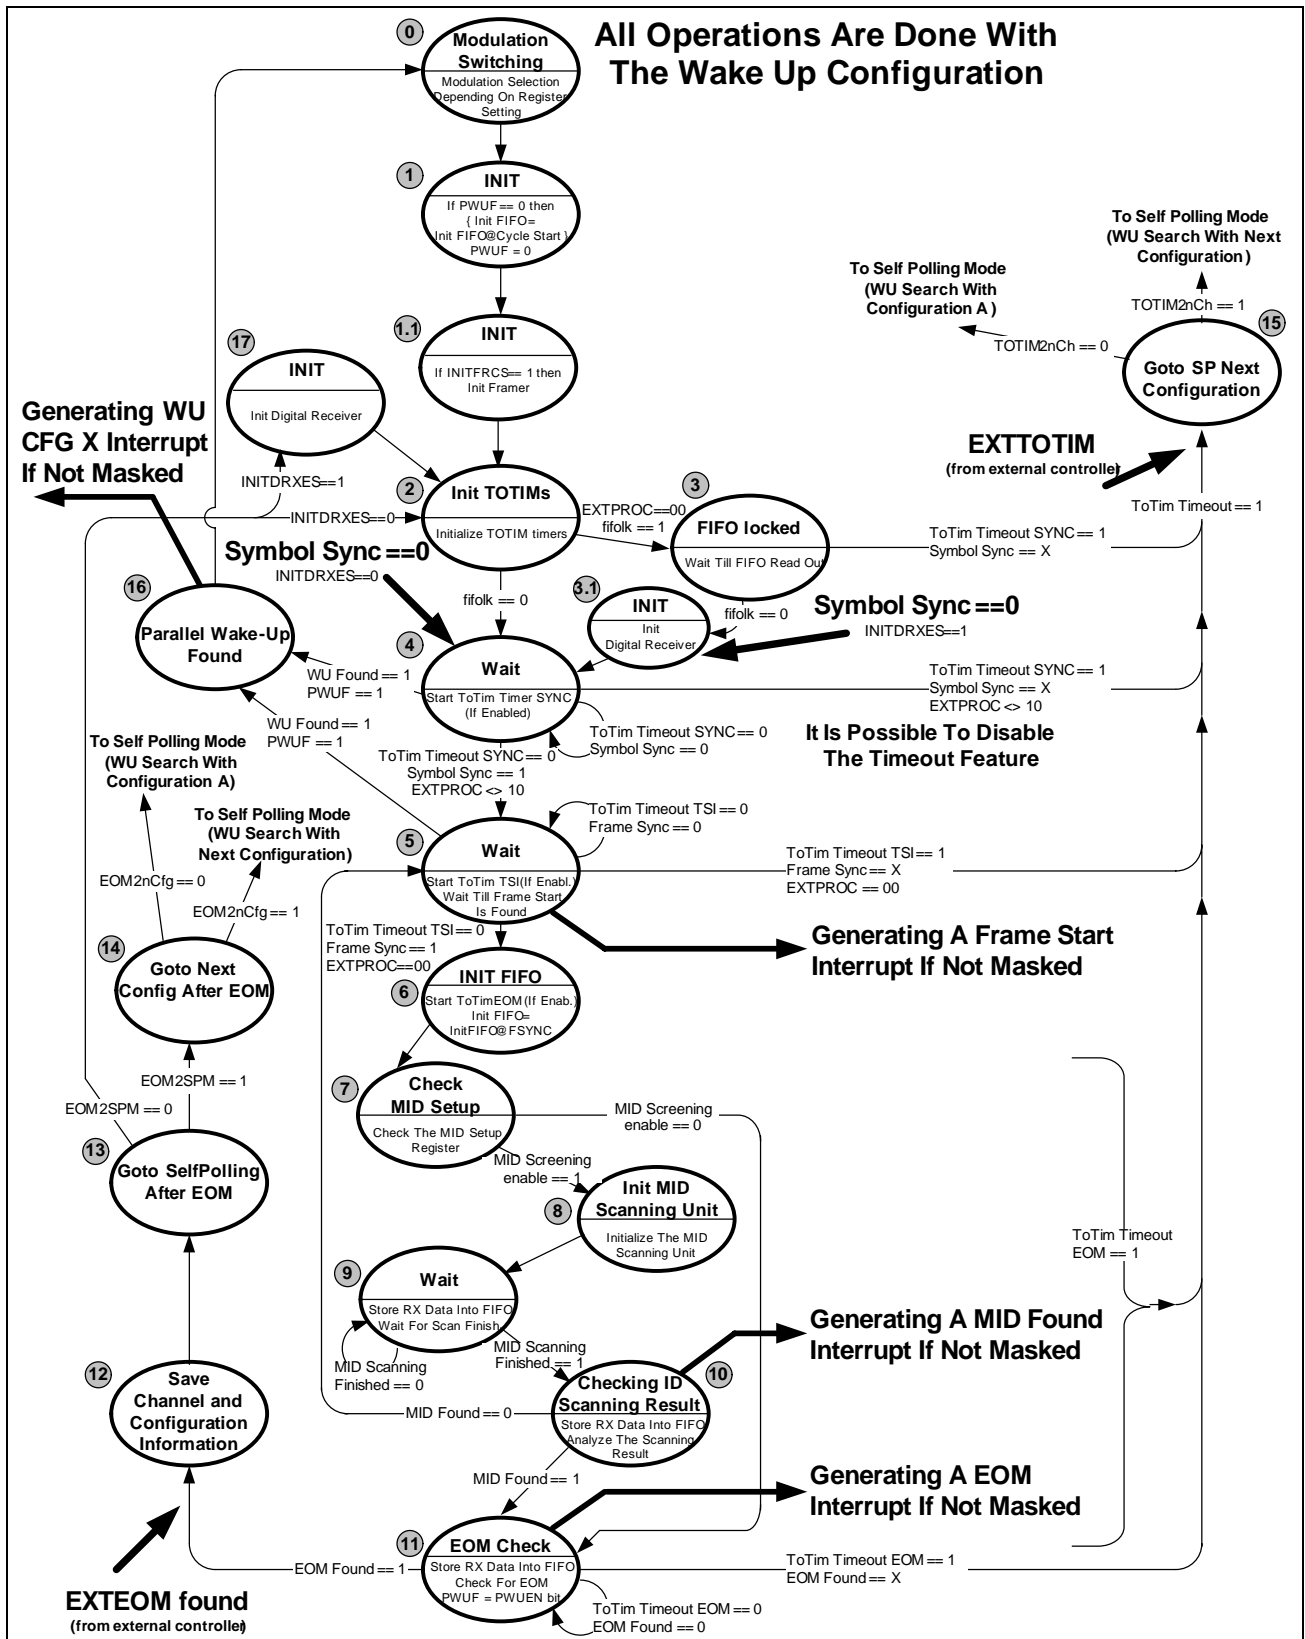 0
Modulation
Switching
Modulation Selection
Depending On Register
Setting
All Operations Are Done With
The Wake Up Configuration
1
INIT
If PWUF == 0 then
{ Init FIFO =
Init FIFO@Cycle Start }
PWUF = 0
To Self Polling Mode
(WU Search With Next
Configuration)
To Self Polling Mode
(WU Search With
Configuration A)
TOTIM2nCh == 1
TOTIM2nCh == 0
15
Goto SP Next
Configuration
1.1
INIT
If INITFRCS == 1 then
Init Framer
17
INIT
Init Digital Receiver
Generating WU
CFG X Interrupt
If Not Masked
EXTTOTIM
(from external controller)
INITDRXES==1
INITDRXES==0
2
Init TOTIMs
Initialize TOTIM timers
EXTPROC==00
fifolk == 1
3
FIFO locked
Wait Till FIFO Read Out
ToTim Timeout == 1
ToTim Timeout SYNC == 1
Symbol Sync == X
Symbol Sync ==0
INITDRXES==0
fifolk == 0
3.1
INIT
Init
Digital Receiver
fifolk == 0
Symbol Sync ==0
INITDRXES==1
16
Parallel Wake-Up
Found
4
Wait
Start ToTim Timer SYNC
(If Enabled)
WU Found == 1
PWUF == 1
ToTim Timeout SYNC == 1
Symbol Sync == X
EXTPROC <> 10
WU Found == 1
PWUF == 1
ToTim Timeout SYNC == 0
Symbol Sync == 0
It Is Possible To Disable
The Timeout Feature
ToTim Timeout SYNC == 0
Symbol Sync == 1
EXTPROC <> 10
To Self Polling Mode
(WU Search With
Configuration A)
To Self Polling Mode
(WU Search With
Next Configuration)
ToTim Timeout TSI == 0
Frame Sync == 0
5
Wait
Start ToTim TSI(If Enabl.)
Wait Till Frame Start
Is Found
ToTim Timeout TSI == 1
Frame Sync == X
EXTPROC == 00
EOM2nCfg == 0
EOM2nCfg == 1
ToTim Timeout TSI == 0
Frame Sync == 1
EXTPROC==00
Generating A Frame Start
Interrupt If Not Masked
14
Goto Next
Config After EOM
6
INIT FIFO
Start ToTimEOM(If Enab.)
Init FIFO=
InitFIFO@FSYNC
EOM2SPM == 1
EOM2SPM == 0
7
Check
MID Setup
Check The MID Setup
Register
MID Screening
enable == 0
13
Goto SelfPolling
After EOM
MID Screening
enable == 1
8
Init MID
Scanning Unit
Initialize The MID
Scanning Unit
ToTim Timeout
EOM == 1
9
Wait
Store RX Data Into FIFO
Wait For Scan Finish
Generating A MID Found
Interrupt If Not Masked
MID Scanning
Finished == 0
MID Scanning
Finished == 1
12
Save
Channel and
Configuration
Information
10
Checking ID
Scanning Result
Store RX Data Into FIFO
Analyze The Scanning
Result
MID Found == 0
MID Found == 1
Generating A EOM
Interrupt If Not Masked
11
EOM Check
Store RX Data Into FIFO
Check For EOM
PWUF = PWUEN bit
EOM Found == 1
ToTim Timeout EOM == 1
EOM Found == X
ToTim Timeout EOM == 0
EOM Found == 0
EXTEOM found
(from external controller)